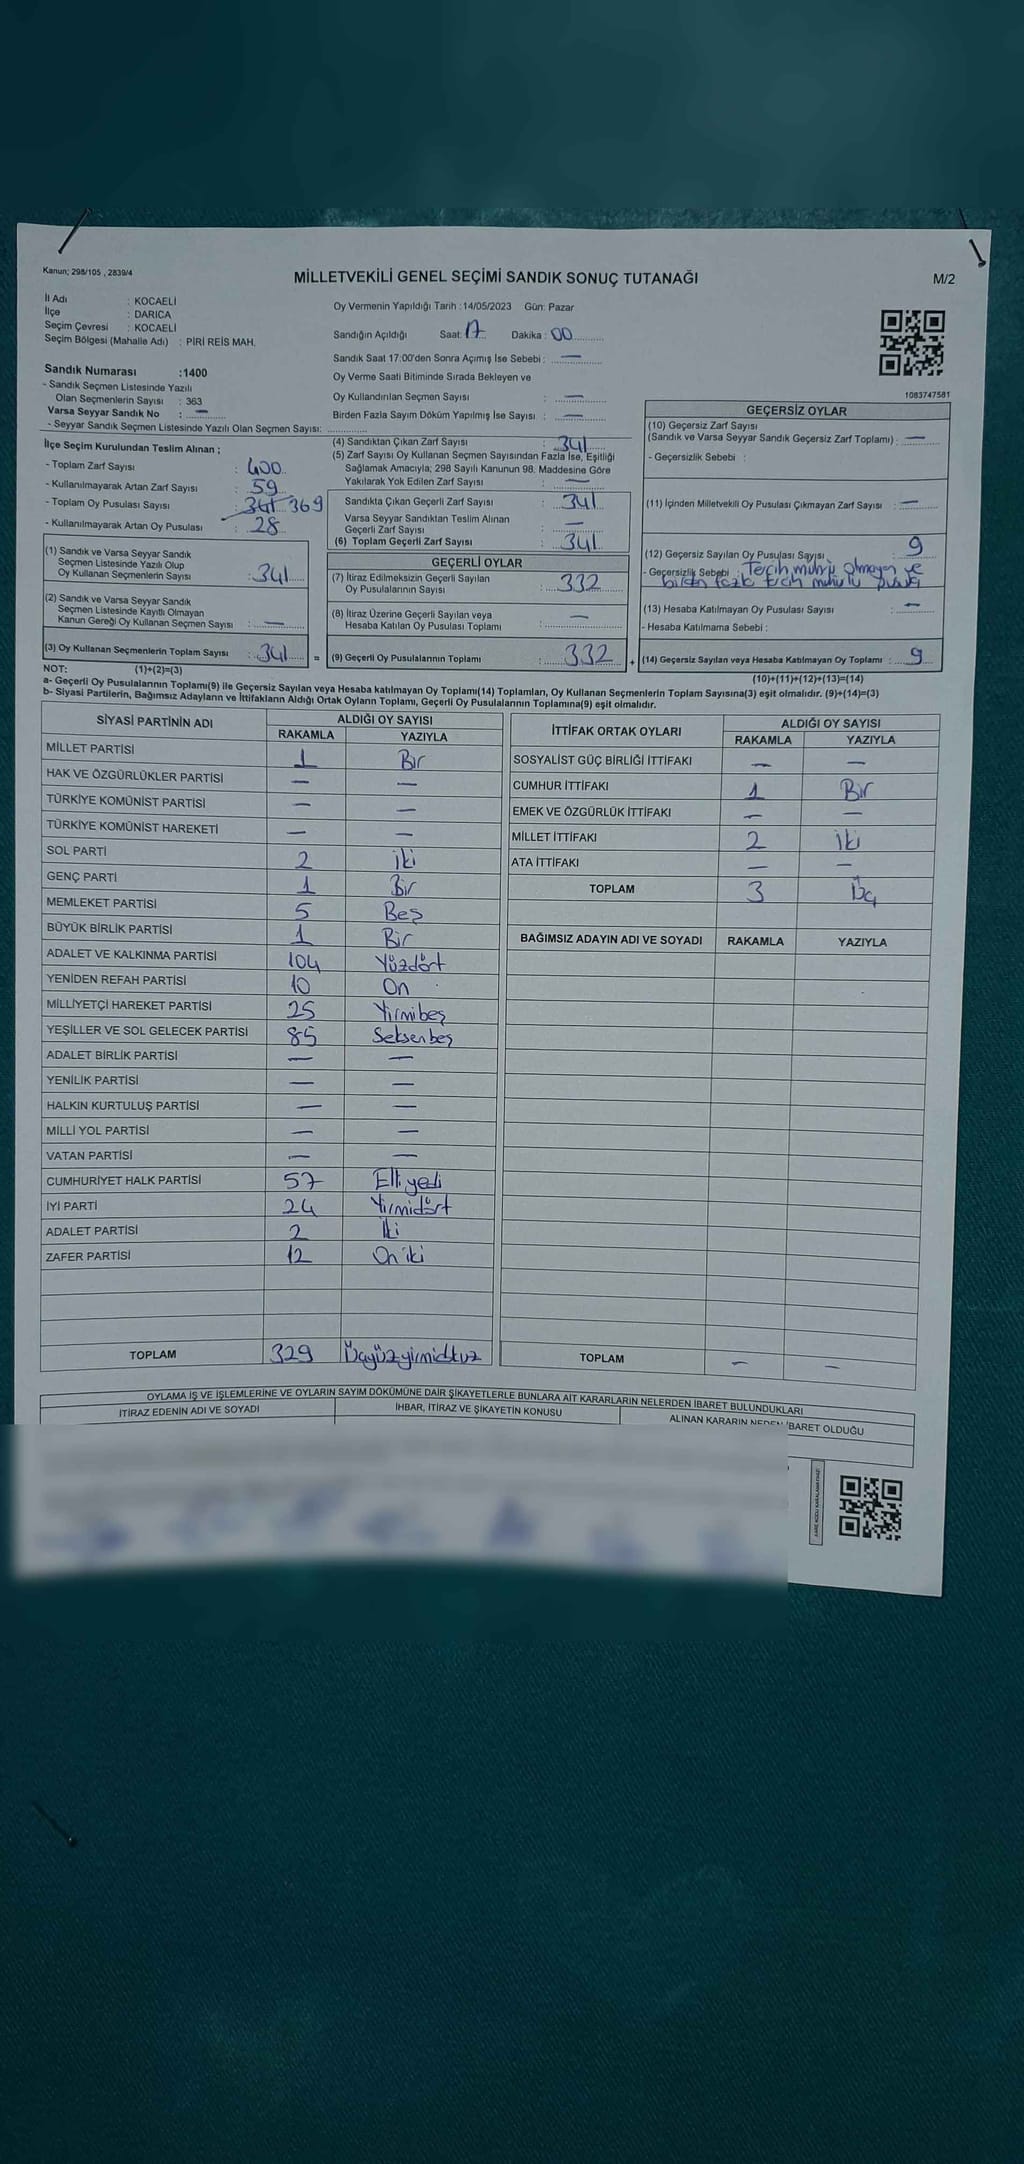 Kanun; 298/105 , 2839/4
MİLLETVEKİLİ GENEL SEÇİMİ SANDIK SONUÇ TUTANAĞI
M/2
İl Adı : KOCAELİ
İlçe : DARICA
Seçim Çevresi : KOCAELİ
Seçim Bölgesi (Mahalle Adı) : PİRİ REİS MAH.
Sandık Numarası :1400
- Sandık Seçmen Listesinde Yazılı
Olan Seçmenlerin Sayısı : 363
Varsa Seyyar Sandık No : —
- Seyyar Sandık Seçmen Listesinde Yazılı Olan Seçmen Sayısı:
Oy Vermenin Yapıldığı Tarih :14/05/2023 Gün: Pazar
Sandığın Açıldığı Saat: 17 Dakika : 00
Sandık Saat 17:00'den Sonra Açımış İse Sebebi : —
Oy Verme Saati Bitiminde Sırada Bekleyen ve
Oy Kullandırılan Seçmen Sayısı : —
Birden Fazla Sayım Döküm Yapılmış İse Sayısı : —
1083747581
İlçe Seçim Kurulundan Teslim Alınan ;
- Toplam Zarf Sayısı : 400
- Kullanılmayarak Artan Zarf Sayısı : 59
- Toplam Oy Pusulası Sayısı : 341 369
- Kullanılmayarak Artan Oy Pusulası : 28
(1) Sandık ve Varsa Seyyar Sandık
Seçmen Listesinde Yazılı Olup
Oy Kullanan Seçmenlerin Sayısı : 341
(2) Sandık ve Varsa Seyyar Sandık
Seçmen Listesinde Kayıtlı Olmayan
Kanun Gereği Oy Kullanan Seçmen Sayısı : —
(3) Oy Kullanan Seçmenlerin Toplam Sayısı : 341 =
(1)+(2)=(3)
(4) Sandıktan Çıkan Zarf Sayısı : 341
(5) Zarf Sayısı Oy Kullanan Seçmen Sayısından Fazla İse, Eşitliği
Sağlamak Amacıyla; 298 Sayılı Kanunun 98. Maddesine Göre
Yakılarak Yok Edilen Zarf Sayısı : —
Sandıkta Çıkan Geçerli Zarf Sayısı : 341
Varsa Seyyar Sandıktan Teslim Alınan
Geçerli Zarf Sayısı : —
(6) Toplam Geçerli Zarf Sayısı : 341
GEÇERLİ OYLAR
(7) İtiraz Edilmeksizin Geçerli Sayılan
Oy Pusulalarının Sayısı : 332
(8) İtiraz Üzerine Geçerli Sayılan veya
Hesaba Katılan Oy Pusulası Toplamı : —
(9) Geçerli Oy Pusulalarının Toplamı : 332 +
GEÇERSİZ OYLAR
(10) Geçersiz Zarf Sayısı
(Sandık ve Varsa Seyyar Sandık Geçersiz Zarf Toplamı) : —
- Geçersizlik Sebebi :
(11) İçinden Milletvekili Oy Pusulası Çıkmayan Zarf Sayısı : —
(12) Geçersiz Sayılan Oy Pusulası Sayısı : 9
- Geçersizlik Sebebi : Tercih mührü olmayan ve
birden fazla tercih mühürlü pusula
(13) Hesaba Katılmayan Oy Pusulası Sayısı : —
- Hesaba Katılmama Sebebi :
(14) Geçersiz Sayılan veya Hesaba Katılmayan Oy Toplamı : 9
(10)+(11)+(12)+(13)=(14)
NOT:
a- Geçerli Oy Pusulalarının Toplamı(9) ile Geçersiz Sayılan veya Hesaba katılmayan Oy Toplamı(14) Toplamları, Oy Kullanan Seçmenlerin Toplam Sayısına(3) eşit olmalıdır. (9)+(14)=(3)
b- Siyasi Partilerin, Bağımsız Adayların ve İttifakların Aldığı Ortak Oyların Toplamı, Geçerli Oy Pusulalarının Toplamına(9) eşit olmalıdır.
SİYASİ PARTİNİN ADI ALDIĞI OY SAYISI
RAKAMLA YAZIYLA
MİLLET PARTİSİ 1 Bir
HAK VE ÖZGÜRLÜKLER PARTİSİ — —
TÜRKİYE KOMÜNİST PARTİSİ — —
TÜRKİYE KOMÜNİST HAREKETİ — —
SOL PARTİ 2 iki
GENÇ PARTİ 1 Bir
MEMLEKET PARTİSİ 5 Beş
BÜYÜK BİRLİK PARTİSİ 1 Bir
ADALET VE KALKINMA PARTİSİ 104 Yüzdört
YENİDEN REFAH PARTİSİ 10 On
MİLLİYETÇİ HAREKET PARTİSİ 25 Yirmibeş
YEŞİLLER VE SOL GELECEK PARTİSİ 85 Seksenbeş
ADALET BİRLİK PARTİSİ — —
YENİLİK PARTİSİ — —
HALKIN KURTULUŞ PARTİSİ — —
MİLLİ YOL PARTİSİ — —
VATAN PARTİSİ — —
CUMHURİYET HALK PARTİSİ 57 Elli yedi
İYİ PARTİ 24 Yirmidört
ADALET PARTİSİ 2 İki
ZAFER PARTİSİ 12 On iki
TOPLAM 329 Üçyüzyirmidokuz
İTTİFAK ORTAK OYLARI ALDIĞI OY SAYISI
RAKAMLA YAZIYLA
SOSYALİST GÜÇ BİRLİĞİ İTTİFAKI — —
CUMHUR İTTİFAKI 1 Bir
EMEK VE ÖZGÜRLÜK İTTİFAKI — —
MİLLET İTTİFAKI 2 iki
ATA İTTİFAKI — —
TOPLAM 3 Üç
BAĞIMSIZ ADAYIN ADI VE SOYADI RAKAMLA YAZIYLA
TOPLAM — —
OYLAMA İŞ VE İŞLEMLERİNE VE OYLARIN SAYIM DÖKÜMÜNE DAİR ŞİKAYETLERLE BUNLARA AİT KARARLARIN NELERDEN İBARET BULUNDUKLARI
İTİRAZ EDENİN ADI VE SOYADI
İHBAR, İTİRAZ VE ŞİKAYETİN KONUSU
ALINAN KARARIN NEDEN İBARET OLDUĞU